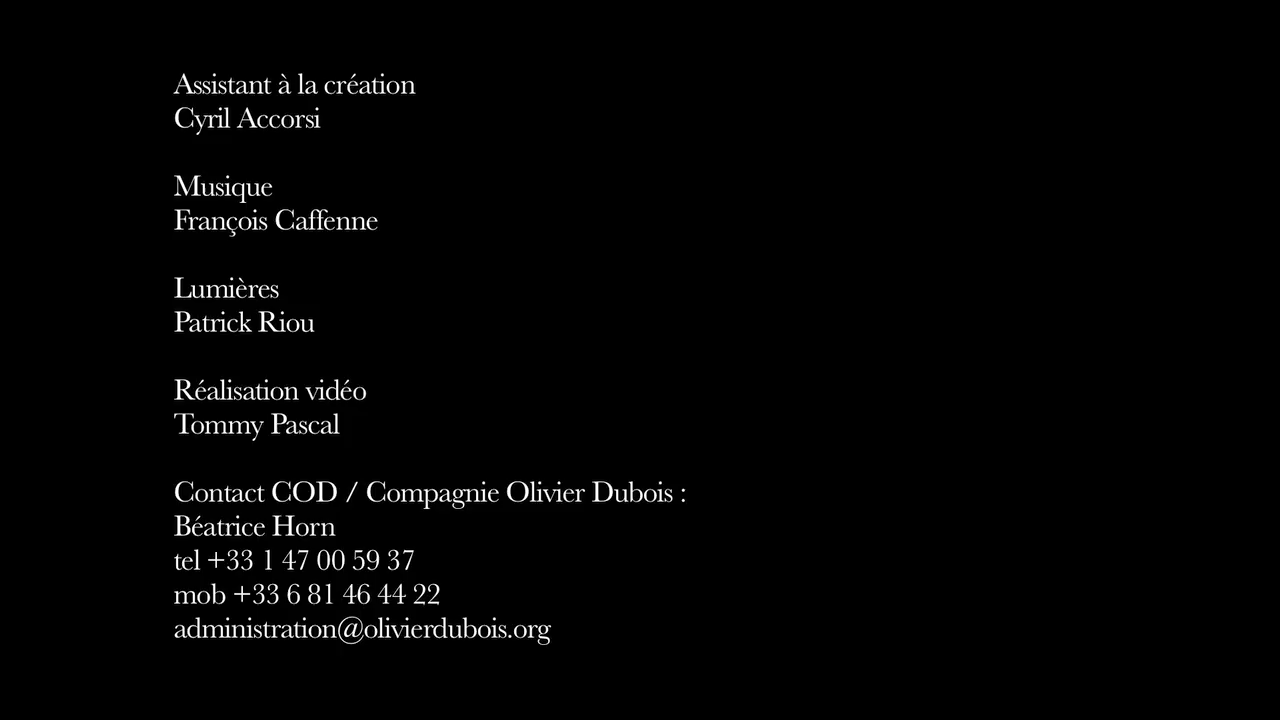 Assistant à la création
Cyril Accorsi
Musique
François Caffenne
Lumières
Patrick Riou
Réalisation vidéo
Tommy Pascal
Contact COD / Compagnie Olivier Dubois :
Béatrice Horn
tel +33 1 47 00 59 37
mob +33 6 81 46 44 22
administration@olivierdubois.org